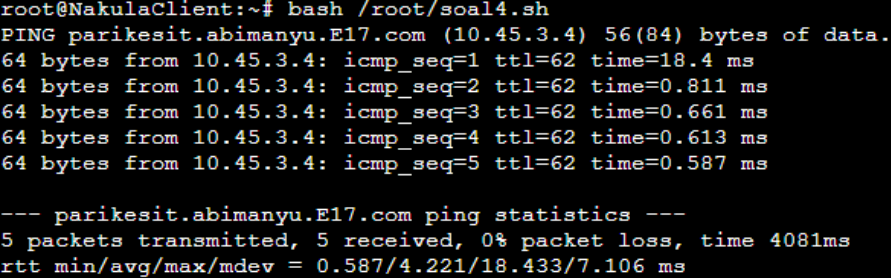 root@NakulaClient:~# bash /root/soal4.sh
PING parikesit.abimanyu.E17.com (10.45.3.4) 56(84) bytes of data.
64 bytes from 10.45.3.4: icmp_seq=1 ttl=62 time=18.4 ms
64 bytes from 10.45.3.4: icmp_seq=2 ttl=62 time=0.811 ms
64 bytes from 10.45.3.4: icmp_seq=3 ttl=62 time=0.661 ms
64 bytes from 10.45.3.4: icmp_seq=4 ttl=62 time=0.613 ms
64 bytes from 10.45.3.4: icmp_seq=5 ttl=62 time=0.587 ms
--- parikesit.abimanyu.E17.com ping statistics ---
5 packets transmitted, 5 received, 0% packet loss, time 4081ms
rtt min/avg/max/mdev = 0.587/4.221/18.433/7.106 ms